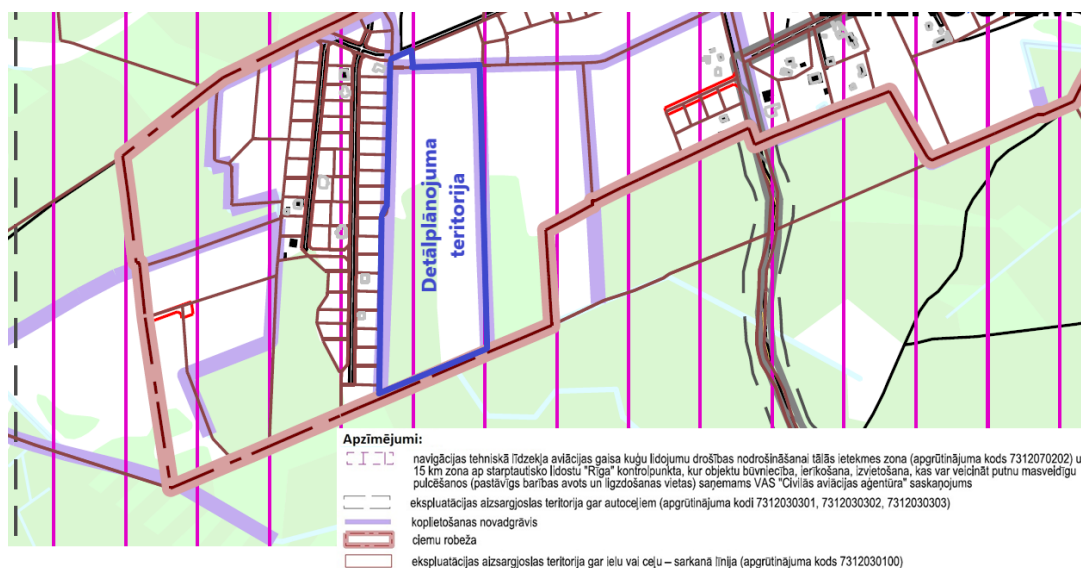 Detālplānojuma
teritorija
Apzīmējumi:
navigācijas tehniskā līdzekļa aviācijas gaisa kuģu lidojumu drošības nodrošināšanai tālās ietekmes zona (apgrūtinājuma kods 7312070202) u
15 km zona ap starptautisko lidostu "Rīga" kontrolpunkta, kur objektu būvniecība, ierīkošana, izvietošana, kas var veicināt putnu masveidīgu
pulcēšanos (pastāvīgs barības avots un ligzdošanas vietas) saņemams VAS "Civilās aviācijas aģentūra" saskaņojums
ekspluatācijas aizsargjoslas teritorija gar autoceļiem (apgrūtinājuma kodi 7312030301, 7312030302, 7312030303)
koplietošanas novadgrāvis
ciemu robeža
ekspluatācijas aizsargjoslas teritorija gar ielu vai ceļu – sarkanā līnija (apgrūtinājuma kods 7312030100)